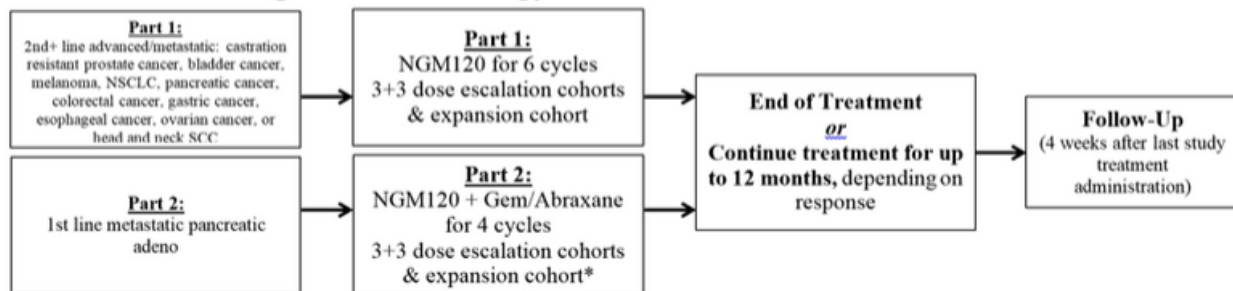 Part 1:
2nd+ line advanced/metastatic: castration
resistant prostate cancer, bladder cancer,
melanoma, NSCLC, pancreatic cancer,
colorectal cancer, gastric cancer,
esophageal cancer, ovarian cancer, or
head and neck SCC
Part 1:
NGM120 for 6 cycles
3+3 dose escalation cohorts
& expansion cohort
Part 2:
1st line metastatic pancreatic
adeno
Part 2:
NGM120 + Gem/Abraxane
for 4 cycles
3+3 dose escalation cohorts
& expansion cohort*
End of Treatment
or
Continue treatment for up
to 12 months, depending on
response
Follow-Up
(4 weeks after last study
treatment
administration)